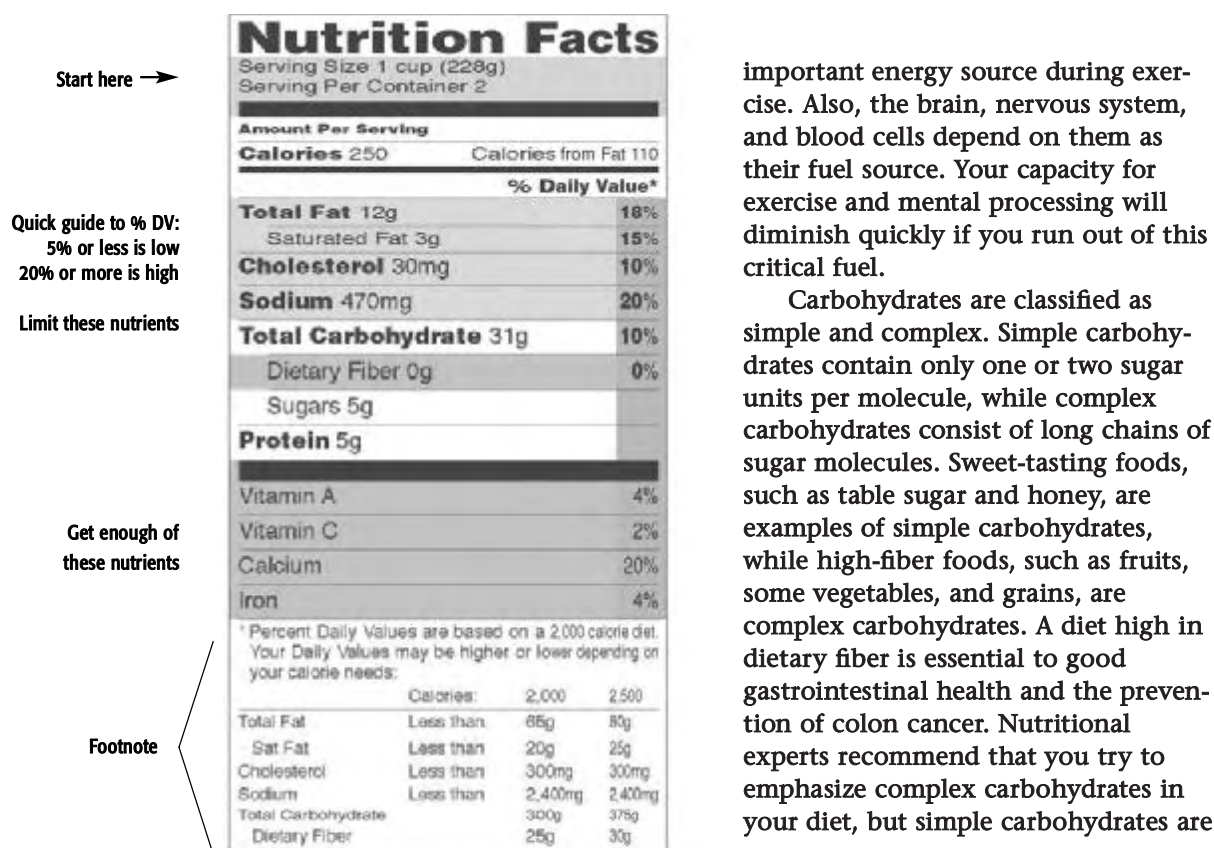 Nutrition Facts
Start here
Serving Size 1 cup (228g)
Serving Per Container 2
Amount Per Serving
Calories 250 Calories from Fat 110
% Daily Value*
Quick guide to % DV:
5% or less is low
20% or more is high
Limit these nutrients
Total Fat 12g 18%
Saturated Fat 3g 15%
Cholesterol 30mg 10%
Sodium 470mg 20%
Total Carbohydrate 31g 10%
Dietary Fiber 0g 0%
Sugars 5g
Protein 5g
Get enough of
these nutrients
Vitamin A 4%
Vitamin C 2%
Calcium 20%
Iron 4%
Footnote
* Percent Daily Values are based on a 2,000 calorie diet.
Your Daily Values may be higher or lower depending on
your calorie needs:
Calories: 2,000 2,500
Total Fat Less than 65g 80g
Sat Fat Less than 20g 25g
Cholesterol Less than 300mg 300mg
Sodium Less than 2,400mg 2,400mg
Total Carbohydrate 300g 375g
Dietary Fiber 25g 30g
important energy source during exer-
cise. Also, the brain, nervous system,
and blood cells depend on them as
their fuel source. Your capacity for
exercise and mental processing will
diminish quickly if you run out of this
critical fuel.
Carbohydrates are classified as
simple and complex. Simple carbohy-
drates contain only one or two sugar
units per molecule, while complex
carbohydrates consist of long chains of
sugar molecules. Sweet-tasting foods,
such as table sugar and honey, are
examples of simple carbohydrates,
while high-fiber foods, such as fruits,
some vegetables, and grains, are
complex carbohydrates. A diet high in
dietary fiber is essential to good
gastrointestinal health and the preven-
tion of colon cancer. Nutritional
experts recommend that you try to
emphasize complex carbohydrates in
your diet, but simple carbohydrates are